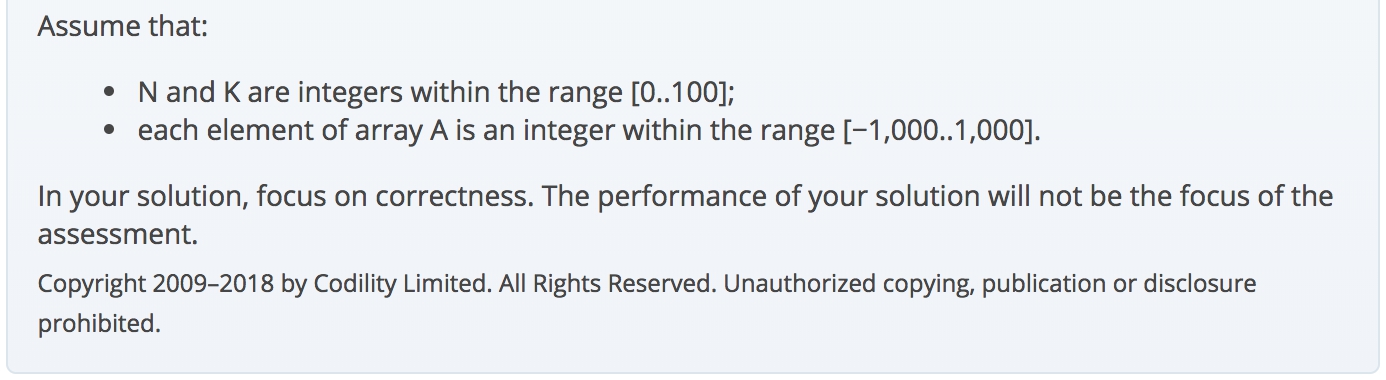 Assume that:
• N and K are integers within the range [0..100];
• each element of array A is an integer within the range [−1,000..1,000].
In your solution, focus on correctness. The performance of your solution will not be the focus of the
assessment.
Copyright 2009–2018 by Codility Limited. All Rights Reserved. Unauthorized copying, publication or disclosure
prohibited.